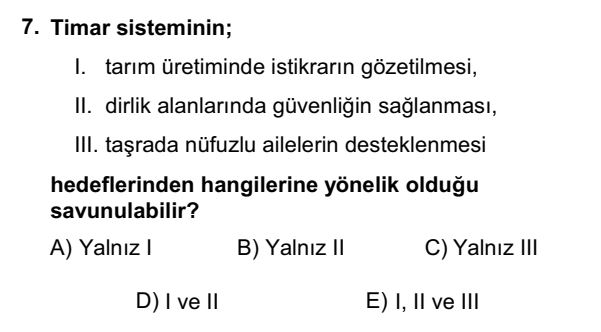 7. Timar sisteminin;
I. tarım üretiminde istikrarın gözetilmesi,
II. dirlik alanlarında güvenliğin sağlanması,
III. taşrada nüfuzlu ailelerin desteklenmesi
hedeflerinden hangilerine yönelik olduğu
savunulabilir?
A) Yalnız I B) Yalnız II C) Yalnız III
D) I ve II E) I, II ve III